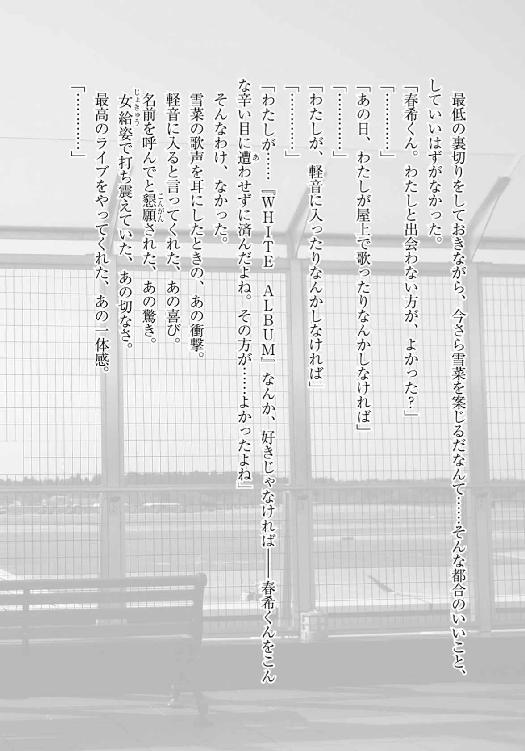 最低の裏切りをしておきながら、今さら雪菜を案じるだなんて……そんな都合のいいこと、
していいはずがなかった。
「春希くん。わたしと出会わない方が、よかった？」
「…………」
「あの日、わたしが屋上で歌ったりなんかしなければ」
「…………」
「わたしが、軽音に入ったりなんかしなければ」
「…………」
「わたしが……『ＷＨＩＴＥ　ＡＬＢＵＭ』なんか、好きじゃなければ――春希くんをこん
な辛い目に遭わせずに済んだよね。その方が……よかったよね」
　そんなわけ、なかった。
　雪菜の歌声を耳にしたときの、あの衝撃。
　軽音に入ると言ってくれた、あの喜び。
　名前を呼んでと懇願された、あの驚き。
　女給姿で打ち震えていた、あの切なさ。
　最高のライブをやってくれた、あの一体感。
「…………」